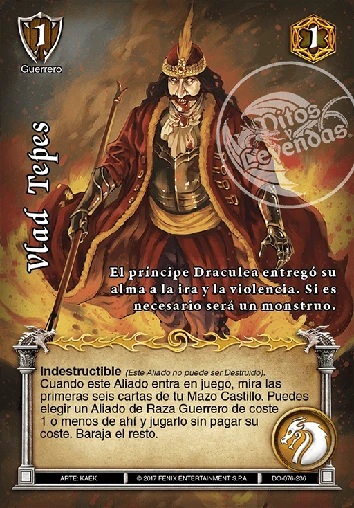 1
1
Guerrero
Mitos
y
Leyendas
Vlad Tepes
El príncipe Draculea entregó su
alma a la ira y la violencia. Si es
necesario será un monstruo.
Indestructible (Este Aliado no puede ser Destruido).
Cuando este Aliado entra en juego, mira las
primeras seis cartas de tu Mazo Castillo. Puedes
elegir un Aliado de Raza Guerrero de coste
1 o menos de ahí y jugarlo sin pagar su
coste. Baraja el resto.
ARTE: KAEK
© 2017 FENIX ENTERTAINMENT S.P.A.